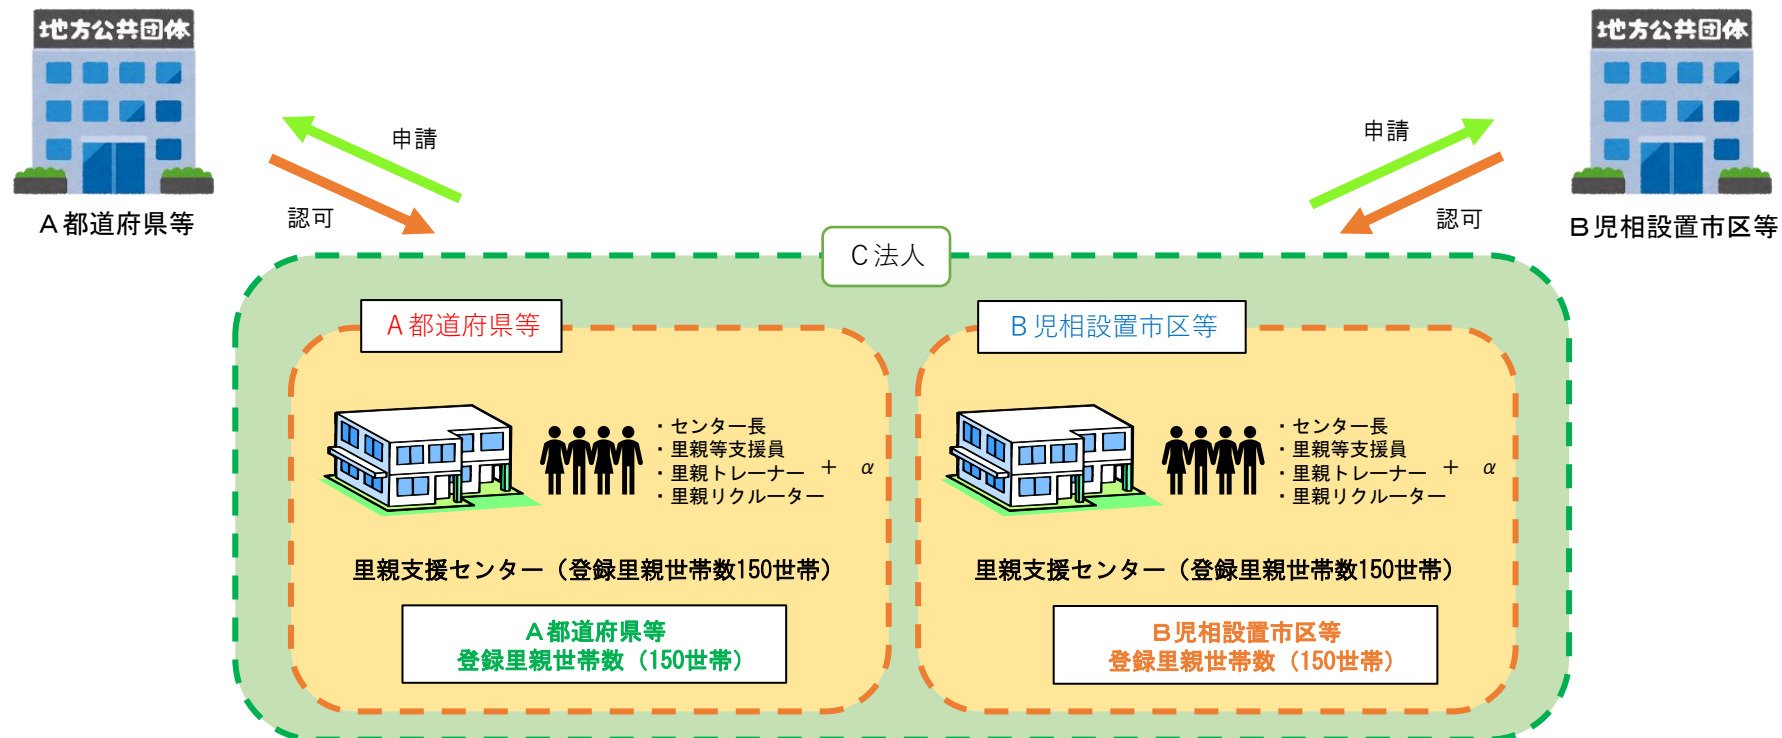 地方公共団体
A都道府県等
申請
認可
地方公共団体
B児相設置市区等
申請
認可
C法人
A都道府県等
・センター長
・里親等支援員
・里親トレーナー
・里親リクルーター
+ α
里親支援センター（登録里親世帯数150世帯）
A都道府県等
登録里親世帯数（150世帯）
B児相設置市区等
・センター長
・里親等支援員
・里親トレーナー
・里親リクルーター
+ α
里親支援センター（登録里親世帯数150世帯）
B児相設置市区等
登録里親世帯数（150世帯）